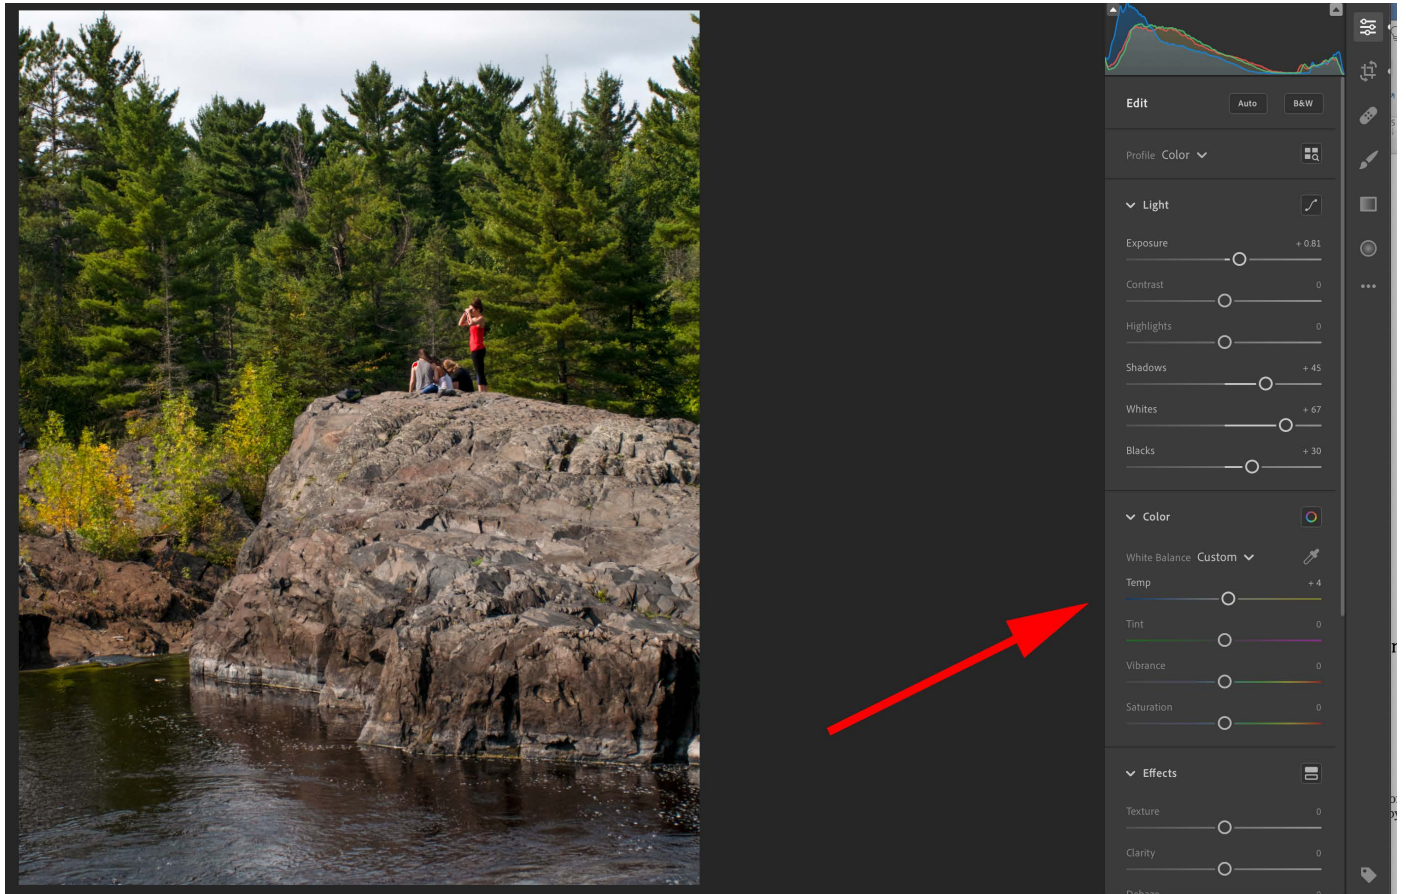 Edit Auto B&W
Profile Color
Light
Exposure + 0.81
Contrast 0
Highlights 0
Shadows + 45
Whites + 67
Blacks + 30
Color
White Balance Custom
Temp + 4
Tint 0
Vibrance 0
Saturation 0
Effects
Texture 0
Clarity 0